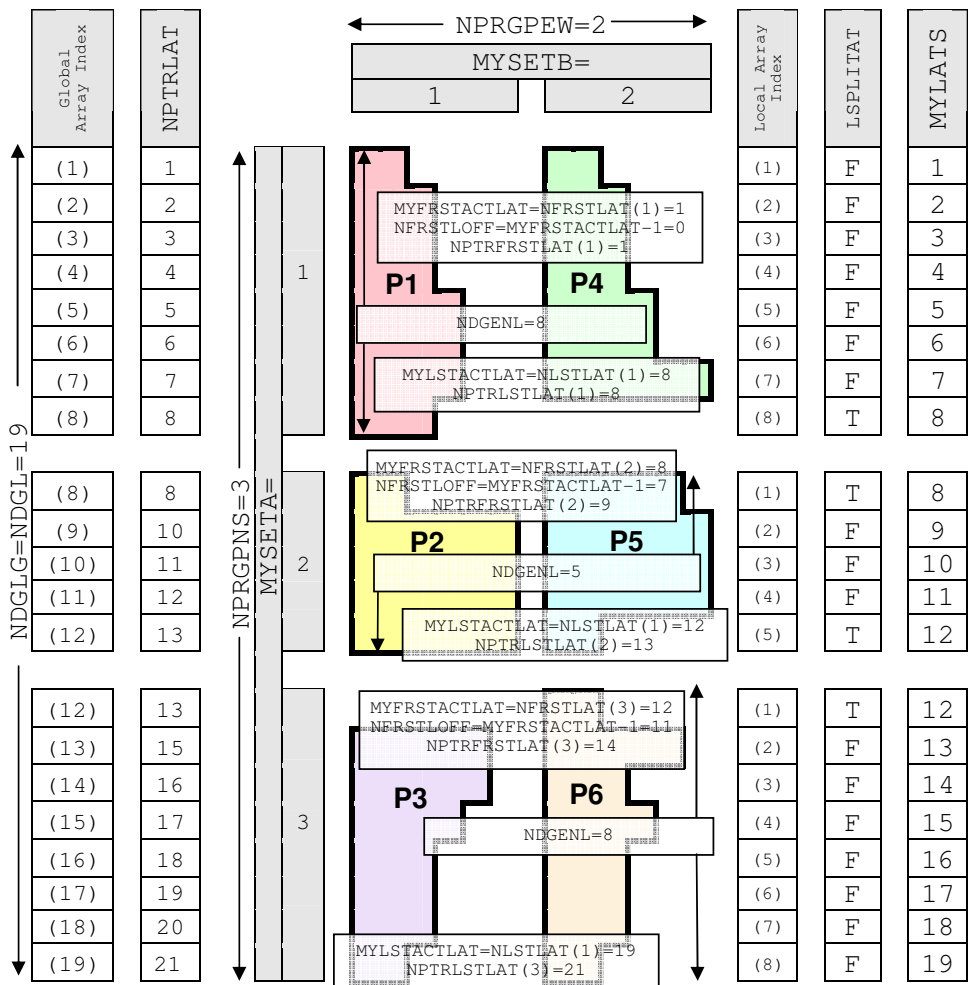 NPRGPEW=2
MYSETB=
1 2
Global Array Index
NPTRLAT
Local Array Index
LSPLITAT
MYLATS
NDGLG=NDGL=19
NPRGPNS=3
MYSETA=
(1) 1 (1) F 1
(2) 2 (2) F 2
(3) 3 (3) F 3
(4) 4 (4) F 4
(5) 5 (5) F 5
(6) 6 (6) F 6
(7) 7 (7) F 7
(8) 8 (8) T 8
1
MYFRSTACTLAT=NFRSTLAT(1)=1
NFRSTLOFF=MYFRSTACTLAT-1=0
NPTRFRSTLAT(1)=1
P1 P4
NDGENL=8
MYLSTACTLAT=NLSTLAT(1)=8
NPTRLSTLAT(1)=8
(8) 8 (1) T 8
(9) 10 (2) F 9
(10) 11 (3) F 10
(11) 12 (4) F 11
(12) 13 (5) T 12
2
MYFRSTACTLAT=NFRSTLAT(2)=8
NFRSTLOFF=MYFRSTACTLAT-1=7
NPTRFRSTLAT(2)=9
P2 P5
NDGENL=5
MYLSTACTLAT=NLSTLAT(1)=12
NPTRLSTLAT(2)=13
(12) 13 (1) T 12
(13) 15 (2) F 13
(14) 16 (3) F 14
(15) 17 (4) F 15
(16) 18 (5) F 16
(17) 19 (6) F 17
(18) 20 (7) F 18
(19) 21 (8) F 19
3
MYFRSTACTLAT=NFRSTLAT(3)=12
NFRSTLOFF=MYFRSTACTLAT-1=11
NPTRFRSTLAT(3)=14
P3 P6
NDGENL=8
MYLSTACTLAT=NLSTLAT(1)=19
NPTRLSTLAT(3)=21